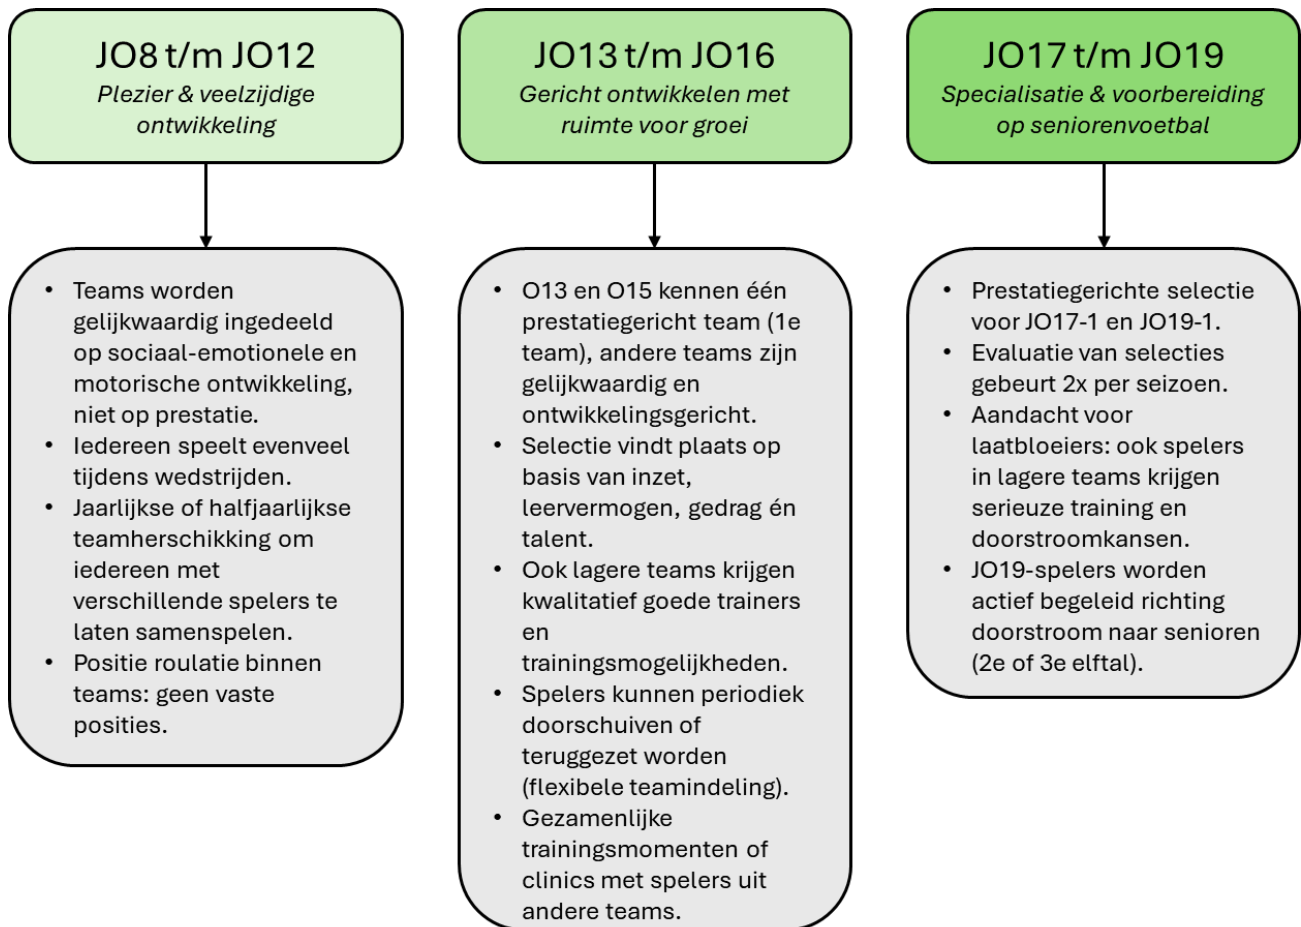 JO8 t/m JO12
Plezier & veelzijdige
ontwikkeling
• Teams worden
gelijkwaardig ingedeeld
op sociaal-emotionele en
motorische ontwikkeling,
niet op prestatie.
• Iedereen speelt evenveel
tijdens wedstrijden.
• Jaarlijkse of halfjaarlijkse
teamherschikking om
iedereen met
verschillende spelers te
laten samenspelen.
• Positie roulatie binnen
teams: geen vaste
posities.
JO13 t/m JO16
Gericht ontwikkelen met
ruimte voor groei
• O13 en O15 kennen één
prestatiegericht team (1e
team), andere teams zijn
gelijkwaardig en
ontwikkelingsgericht.
• Selectie vindt plaats op
basis van inzet,
leervermogen, gedrag én
talent.
• Ook lagere teams krijgen
kwalitatief goede trainers
en
trainingsmogelijkheden.
• Spelers kunnen periodiek
doorschuiven of
teruggezet worden
(flexibele teamindeling).
• Gezamenlijke
trainingsmomenten of
clinics met spelers uit
andere teams.
JO17 t/m JO19
Specialisatie & voorbereiding
op seniorenvoetbal
• Prestatiegerichte selectie
voor JO17-1 en JO19-1.
• Evaluatie van selecties
gebeurt 2x per seizoen.
• Aandacht voor
laatbloeiers: ook spelers
in lagere teams krijgen
serieuze training en
doorstroomkansen.
• JO19-spelers worden
actief begeleid richting
doorstroom naar senioren
(2e of 3e elftal).